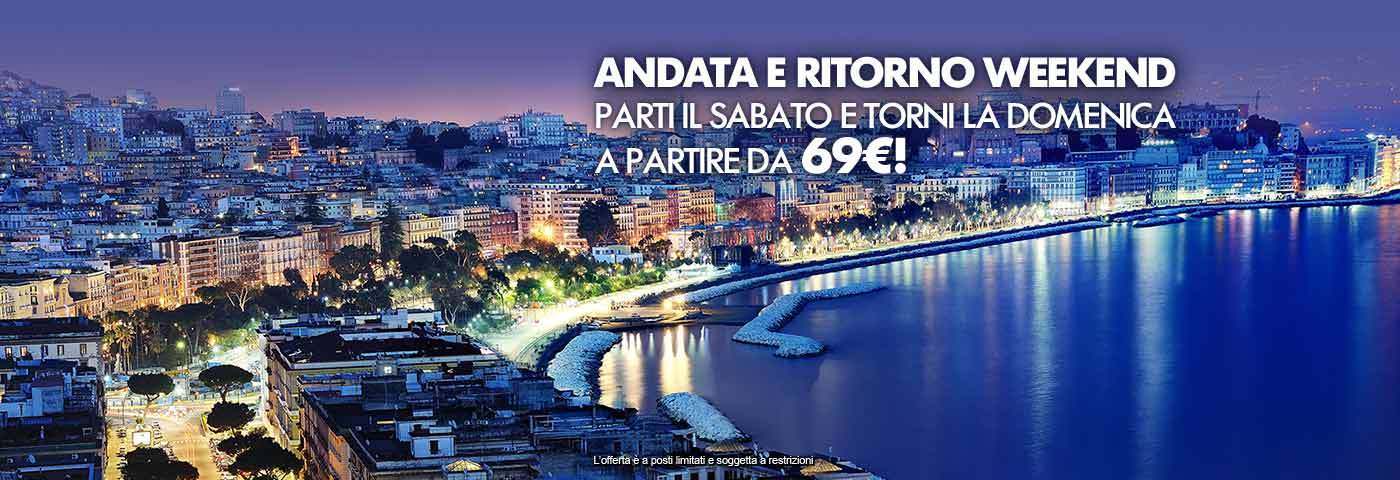 ANDATA E RITORNO WEEKEND
PARTI IL SABATO E TORNI LA DOMENICA
A PARTIRE DA 69€!
L'offerta è a posti limitati e soggetta a restrizioni